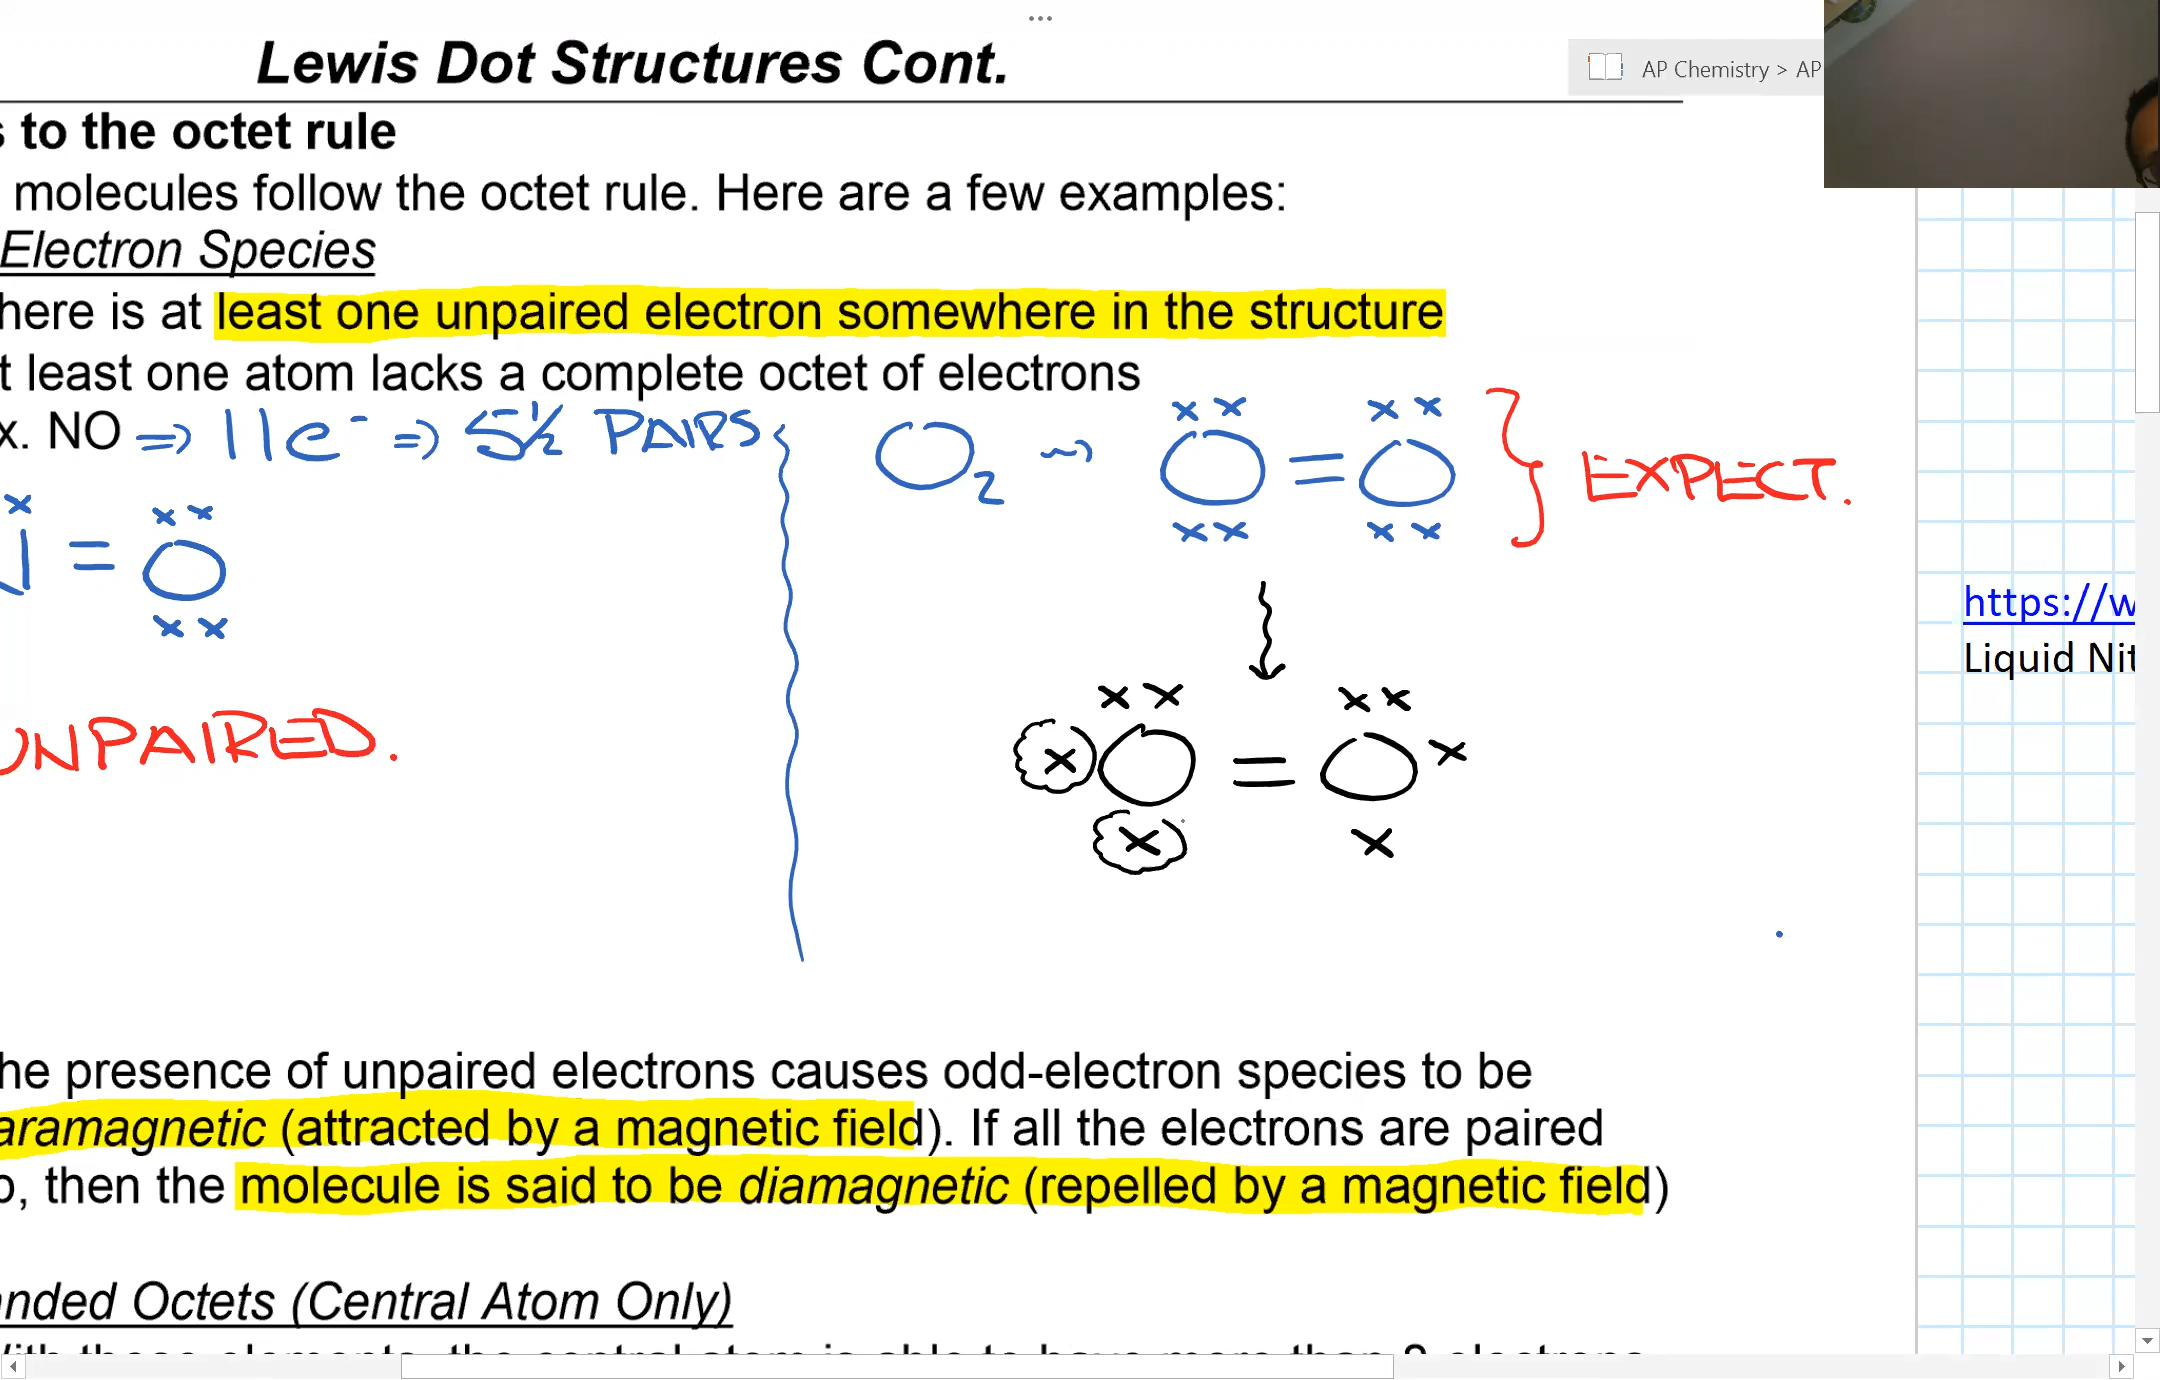 Lewis Dot Structures Cont.
AP Chemistry > AP
to the octet rule
molecules follow the octet rule. Here are a few examples:
Electron Species
here is at least one unpaired electron somewhere in the structure
t least one atom lacks a complete octet of electrons
x. NO => 11e⁻ => 5½ PAIRS
O₂ ~> O = O } EXPECT.
x x x x x
x x x x
= O
x x
https://w
Liquid Nit
x x x x
x O = O x
x x
UNPAIRED.
he presence of unpaired electrons causes odd-electron species to be
aramagnetic (attracted by a magnetic field). If all the electrons are paired
, then the molecule is said to be diamagnetic (repelled by a magnetic field)
anded Octets (Central Atom Only)